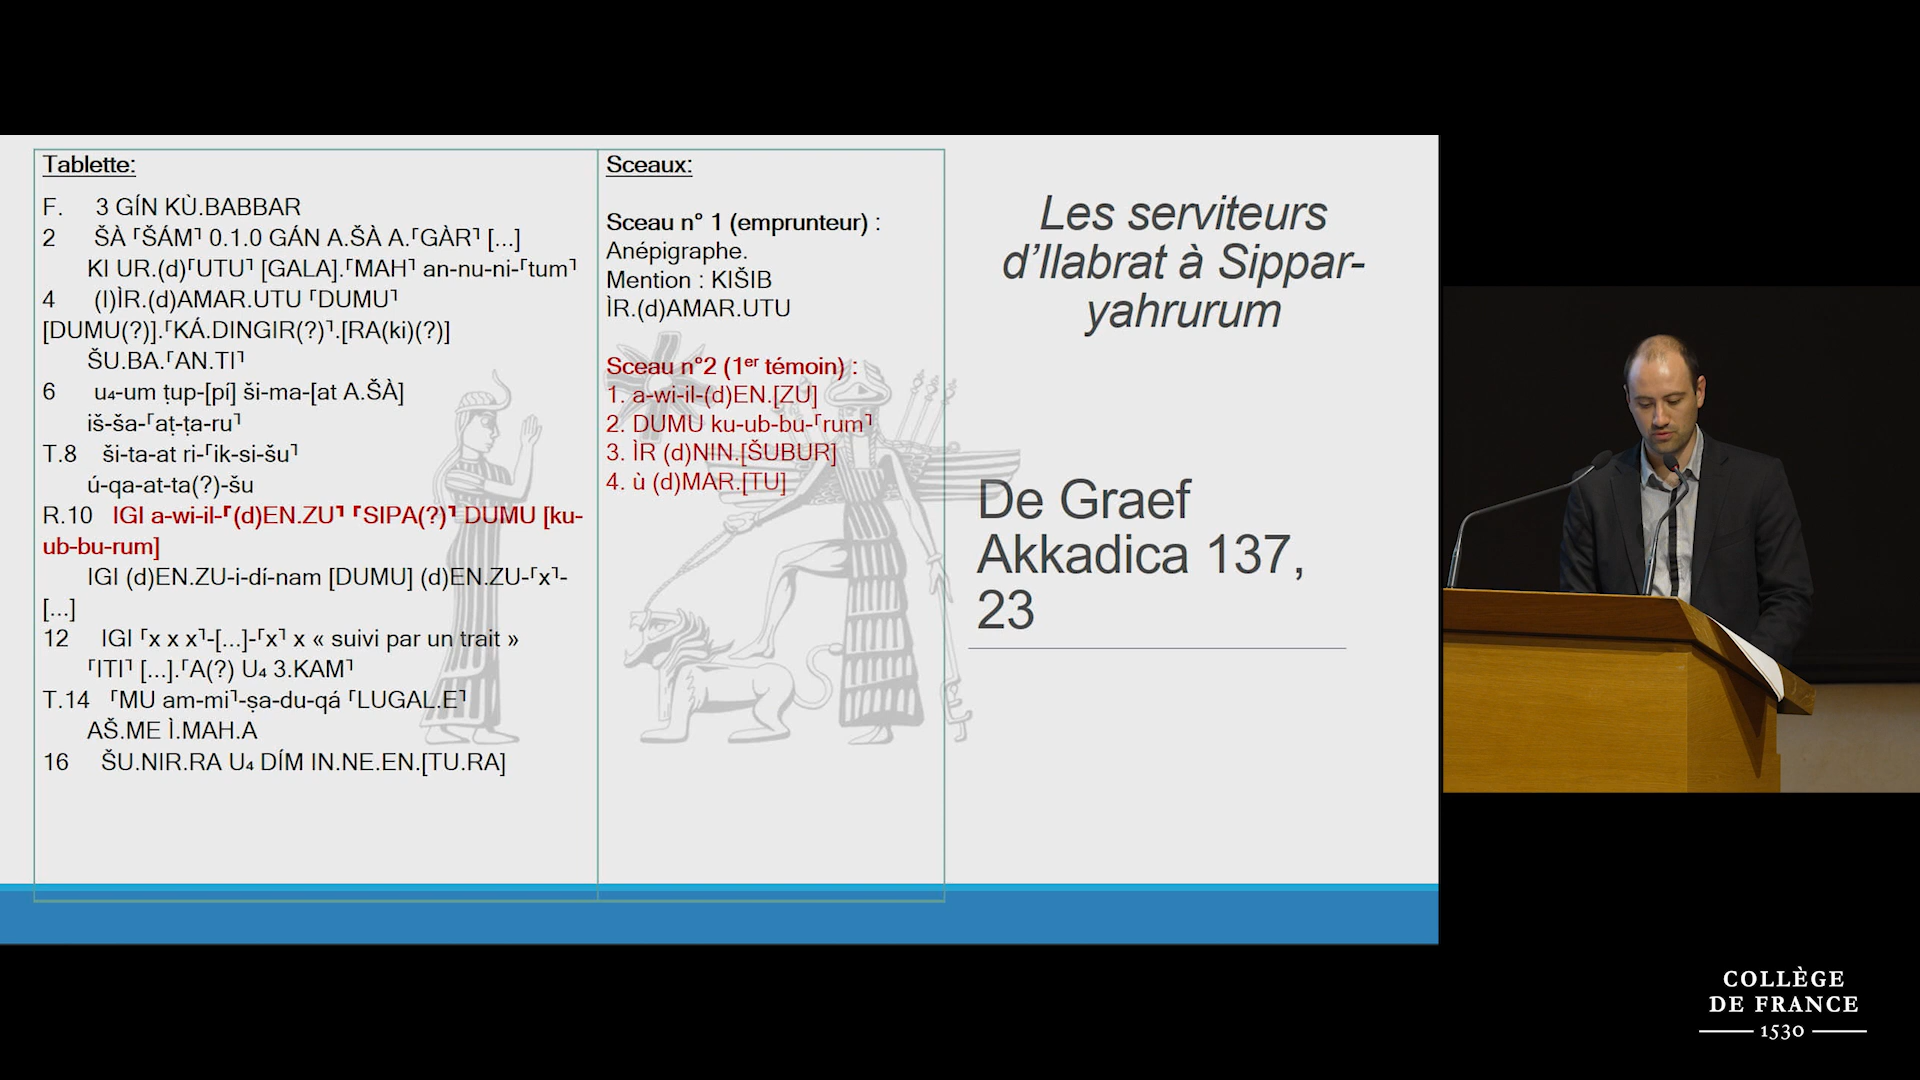 Tablette:
F. 3 GÍN KÙ.BABBAR
2 ŠÀ ⸢ŠÁM⸣ 0.1.0 GÁN A.ŠÀ A.⸢GÀR⸣ [...]
KI UR.(d)⸢UTU⸣ [GALA].⸢MAH⸣ an-nu-ni-⸢tum⸣
4 (I)ÌR.(d)AMAR.UTU ⸢DUMU⸣
[DUMU(?)].⸢KÁ.DINGIR(?)⸣.[RA(ki)(?)]
ŠU.BA.⸢AN.TI⸣
6 u₄-um ṭup-[pí] ši-ma-[at A.ŠÀ]
iš-ša-⸢aṭ-ṭa-ru⸣
T.8 ši-ta-at ri-⸢ik-si-šu⸣
ú-qa-at-ta(?)-šu
R.10 IGI a-wi-il-⸢(d)EN.ZU⸣ ⸢SIPA(?)⸣ DUMU [ku-
ub-bu-rum]
IGI (d)EN.ZU-i-dí-nam [DUMU] (d)EN.ZU-⸢x⸣-
[...]
12 IGI ⸢x x x⸣-[...]-⸢x⸣ x « suivi par un trait »
⸢ITI⸣ [...].⸢A(?) U₄ 3.KAM⸣
T.14 ⸢MU am-mi⸣-ṣa-du-qá ⸢LUGAL.E⸣
AŠ.ME Ì.MAH.A
16 ŠU.NIR.RA U₄ DÍM IN.NE.EN.[TU.RA]
Sceaux:
Sceau n° 1 (emprunteur) :
Anépigraphe.
Mention : KIŠIB
ÌR.(d)AMAR.UTU
Sceau n°2 (1er témoin) :
1. a-wi-il-(d)EN.[ZU]
2. DUMU ku-ub-bu-⸢rum⸣
3. ÌR (d)NIN.[ŠUBUR]
4. ù (d)MAR.[TU]
Les serviteurs
d’Ilabrat à Sippar-
yahrurum
De Graef
Akkadica 137,
23
COLLÈGE
DE FRANCE
1530